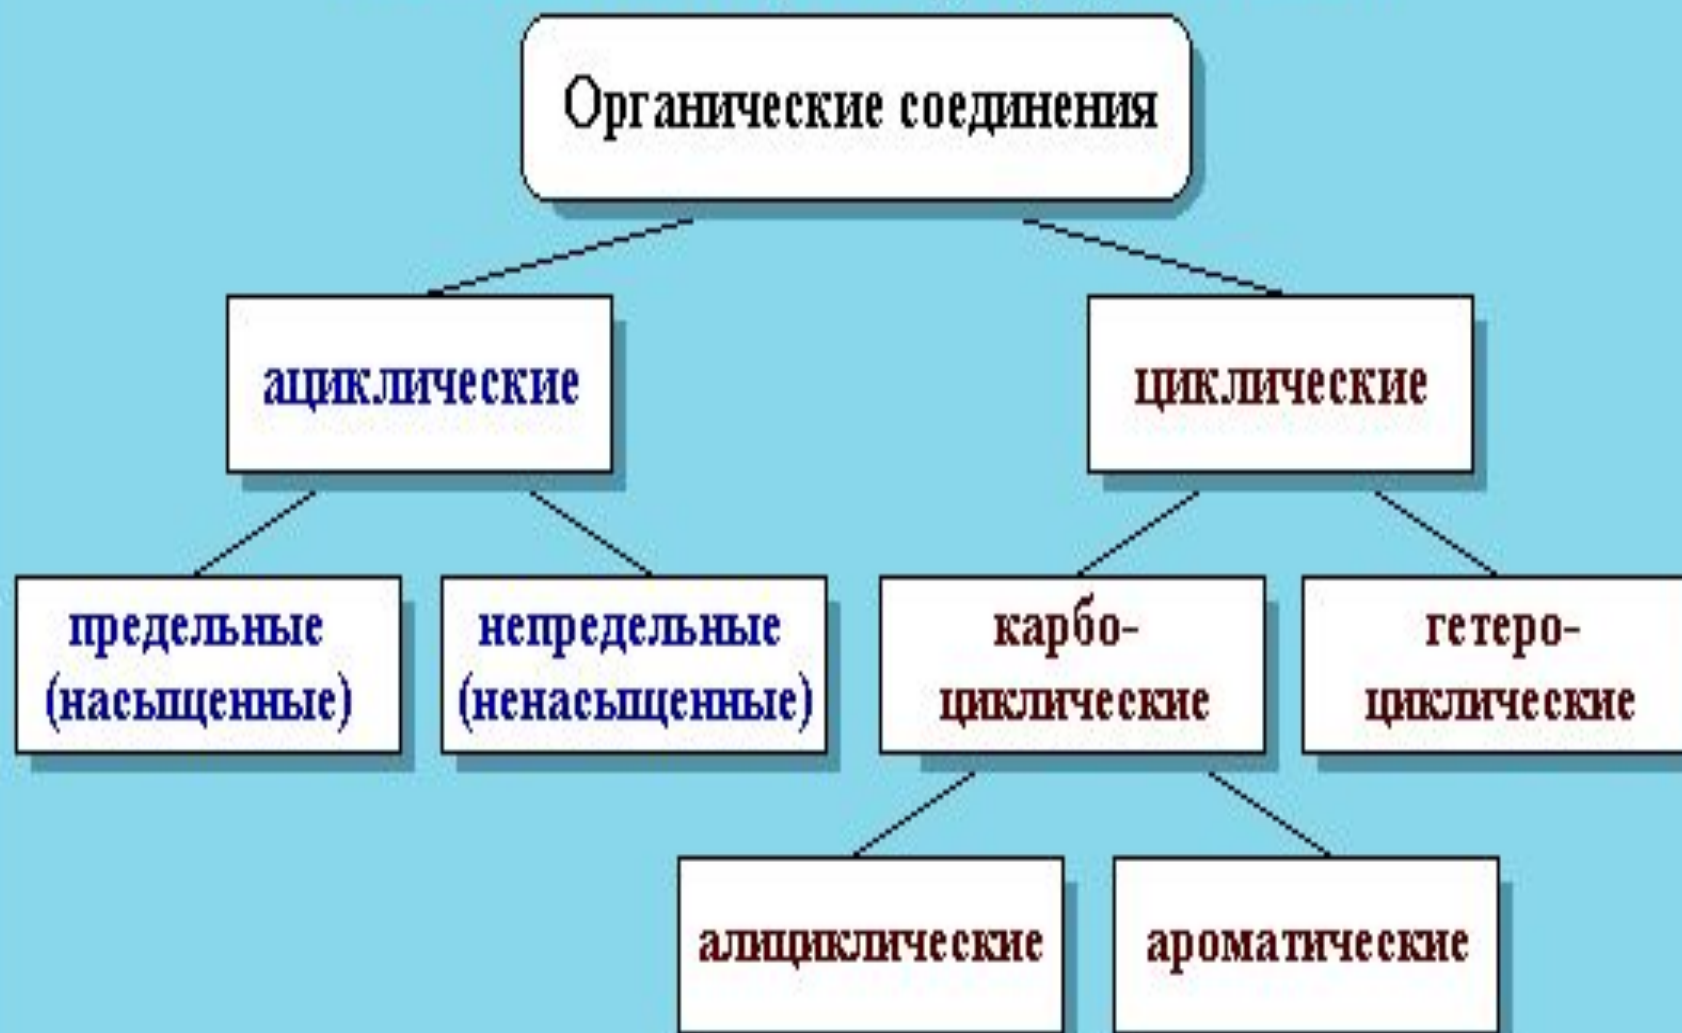 Органические соединения
ациклические
циклические
предельные
(насыщенные)
непредельные
(ненасыщенные)
карбо-
циклические
гетеро-
циклические
алициклические
ароматические